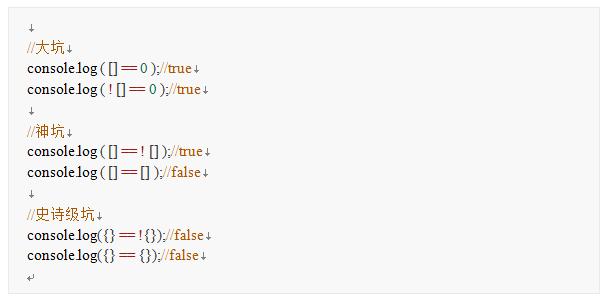 //大坑
console.log ( [] == 0 );//true
console.log ( ! [] == 0 );//true
//神坑
console.log ( [] == ! [] );//true
console.log ( [] == [] );//false
//史诗级坑
console.log({} == !{});//false
console.log({} == {});//false